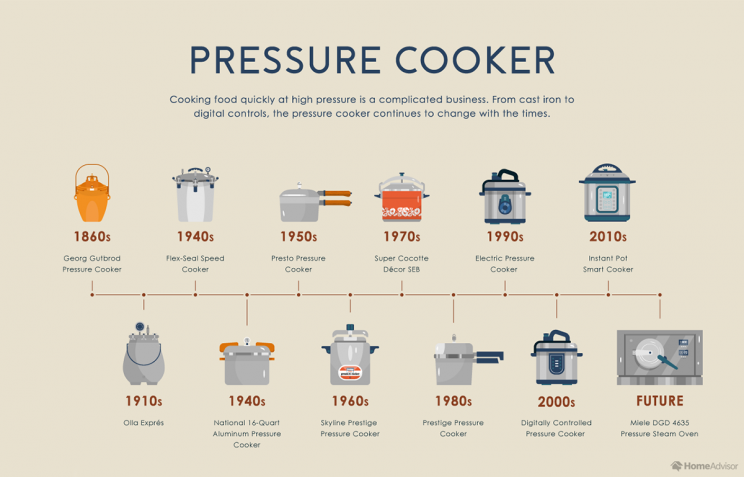 PRESSURE COOKER
Cooking food quickly at high pressure is a complicated business. From cast iron to
digital controls, the pressure cooker continues to change with the times.
1860s
Georg Gutbrod
Pressure Cooker
1940s
Flex-Seal Speed
Cooker
1950s
Presto Pressure
Cooker
1970s
Super Cocotte
Décor SEB
1990s
Electric Pressure
Cooker
2010s
Instant Pot
Smart Cooker
1910s
Olla Exprés
1940s
National 16-Quart
Aluminum Pressure
Cooker
1960s
Skyline Prestige
Pressure Cooker
1980s
Prestige Pressure
Cooker
2000s
Digitally Controlled
Pressure Cooker
FUTURE
Miele DGD 4635
Pressure Steam Oven
HomeAdvisor